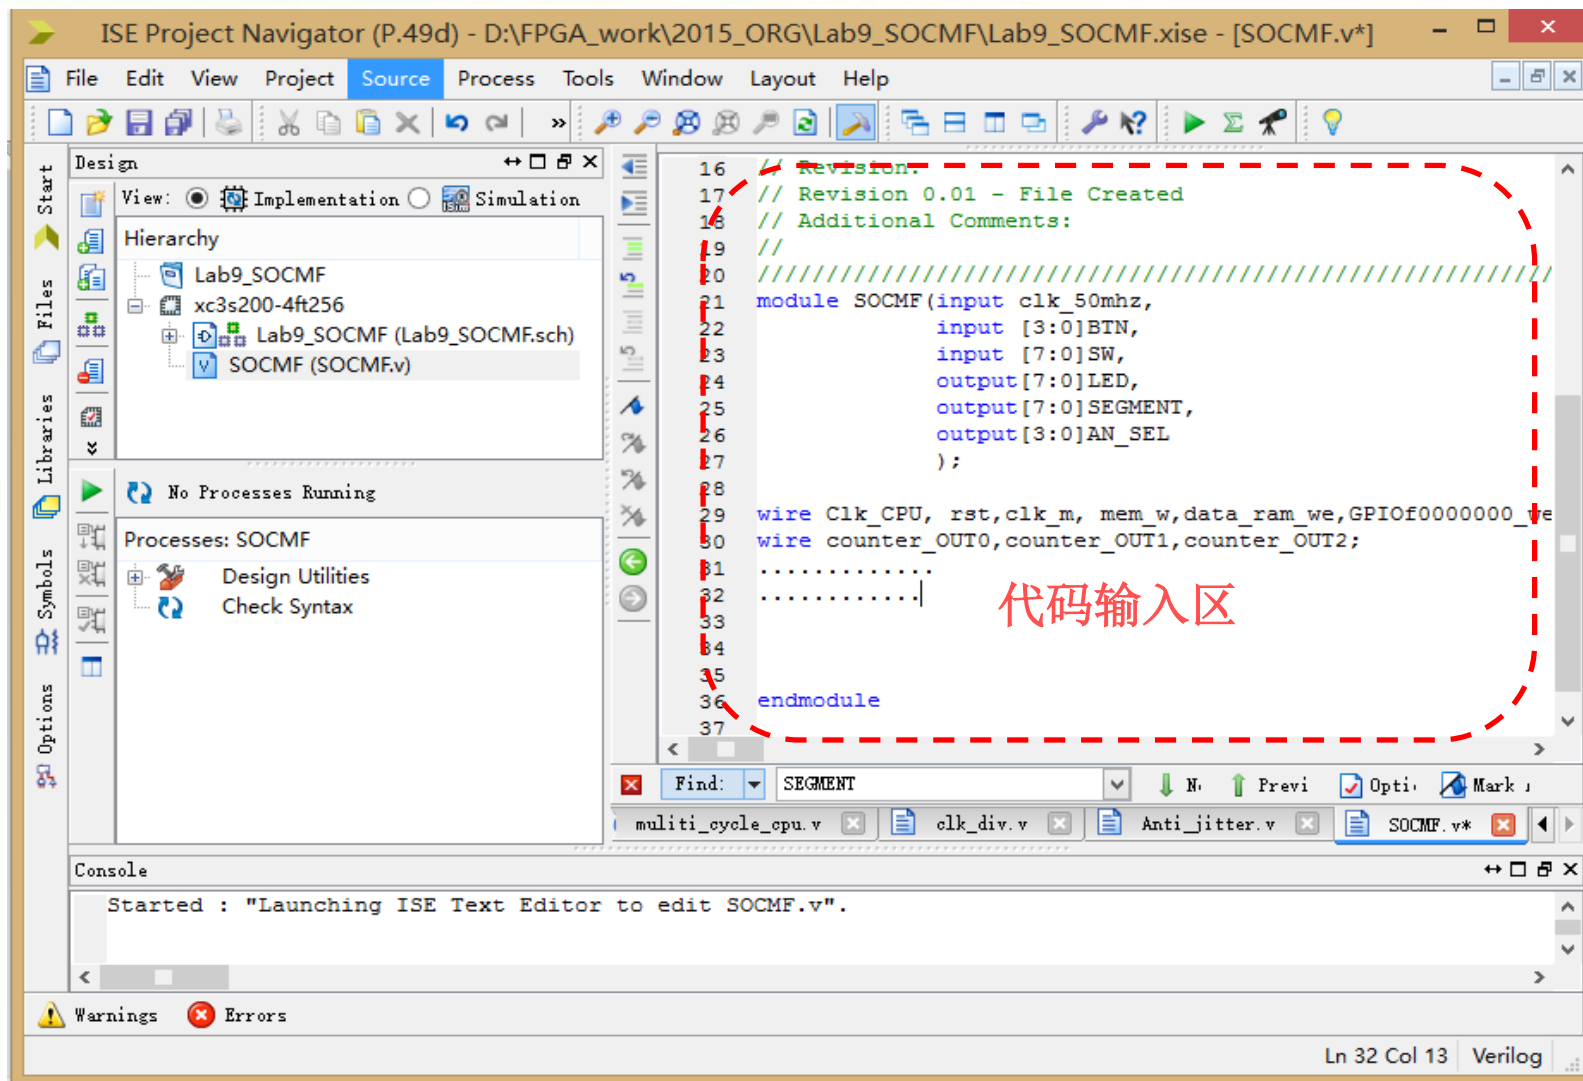 ISE Project Navigator (P.49d) - D:\FPGA_work\2015_ORG\Lab9_SOCMF\Lab9_SOCMF.xise - [SOCMF.v*]
File Edit View Project Source Process Tools Window Layout Help
Start
Files
Libraries
Symbols
Options
Design
View: Implementation Simulation
Hierarchy
Lab9_SOCMF
xc3s200-4ft256
Lab9_SOCMF (Lab9_SOCMF.sch)
SOCMF (SOCMF.v)
No Processes Running
Processes: SOCMF
Design Utilities
Check Syntax
16 // Revision:
17 // Revision 0.01 - File Created
18 // Additional Comments:
19 //
20 //////////////////////////////////////////////////////////
21 module SOCMF(input clk_50mhz,
22 input [3:0]BTN,
23 input [7:0]SW,
24 output[7:0]LED,
25 output[7:0]SEGMENT,
26 output[3:0]AN_SEL
27 );
28
29 wire Clk_CPU, rst,clk_m, mem_w,data_ram_we,GPIOf0000000_we
30 wire counter_OUT0,counter_OUT1,counter_OUT2;
31 .............
32 ............
代码输入区
33
34
35
36 endmodule
37
Find: SEGMENT N Previ Opti Mark
muliti_cycle_cpu.v clk_div.v Anti_jitter.v SOCMF.v*
Console
Started : "Launching ISE Text Editor to edit SOCMF.v".
Warnings Errors
Ln 32 Col 13 Verilog